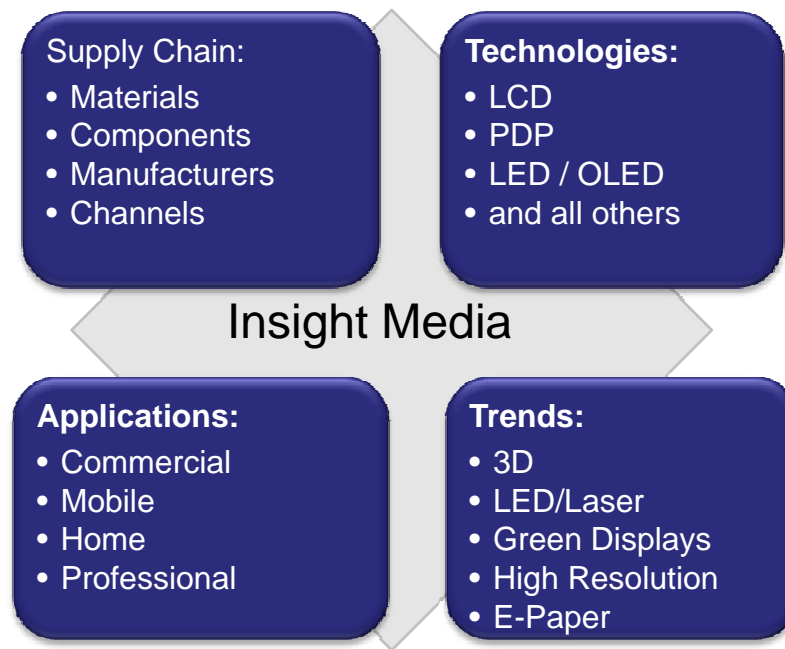 Supply Chain:
• Materials
• Components
• Manufacturers
• Channels
Technologies:
• LCD
• PDP
• LED / OLED
• and all others
Insight Media
Applications:
• Commercial
• Mobile
• Home
• Professional
Trends:
• 3D
• LED/Laser
• Green Displays
• High Resolution
• E-Paper